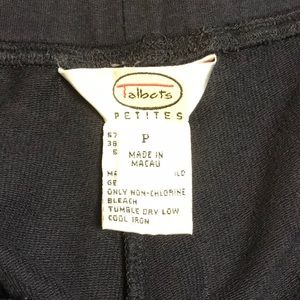 Talbots
PETITES
P
MADE IN
MACAU
ONLY NON-CHLORINE
BLEACH
TUMBLE DRY LOW
COOL IRON